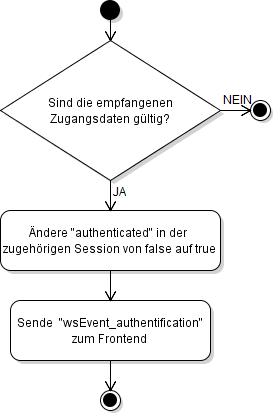 Sind die empfangenen
Zugangsdaten gültig?
NEIN
JA
Ändere "authenticated" in der
zugehörigen Session von false auf true
Sende "wsEvent_authentification"
zum Frontend